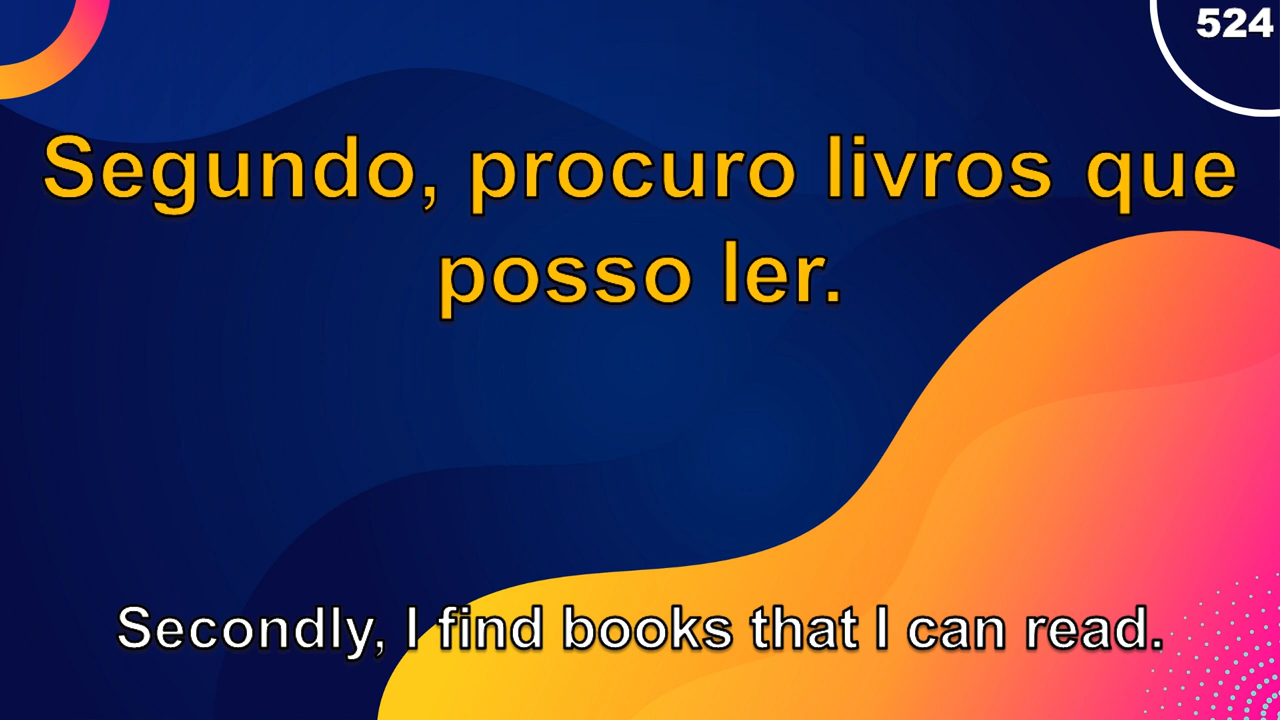 524
Segundo, procuro livros que
posso ler.
Secondly, I find books that I can read.